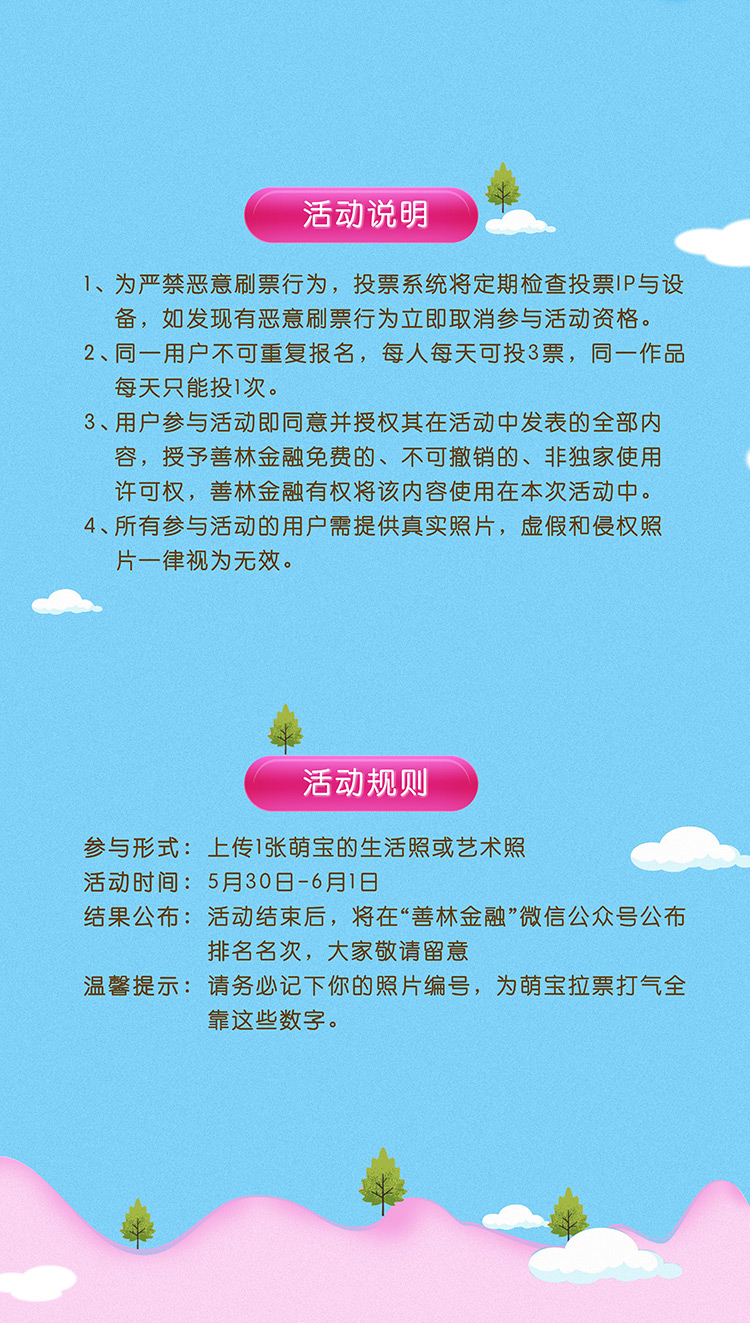 活动说明
1、为严禁恶意刷票行为，投票系统将定期检查投票IP与设
备，如发现有恶意刷票行为立即取消参与活动资格。
2、同一用户不可重复报名，每人每天可投3票，同一作品
每天只能投1次。
3、用户参与活动即同意并授权其在活动中发表的全部内
容，授予善林金融免费的、不可撤销的、非独家使用
许可权，善林金融有权将该内容使用在本次活动中。
4、所有参与活动的用户需提供真实照片，虚假和侵权照
片一律视为无效。
活动规则
参与形式：上传1张萌宝的生活照或艺术照
活动时间：5月30日-6月1日
结果公布：活动结束后，将在“善林金融”微信公众号公布
排名名次，大家敬请留意
温馨提示：请务必记下你的照片编号，为萌宝拉票打气全
靠这些数字。